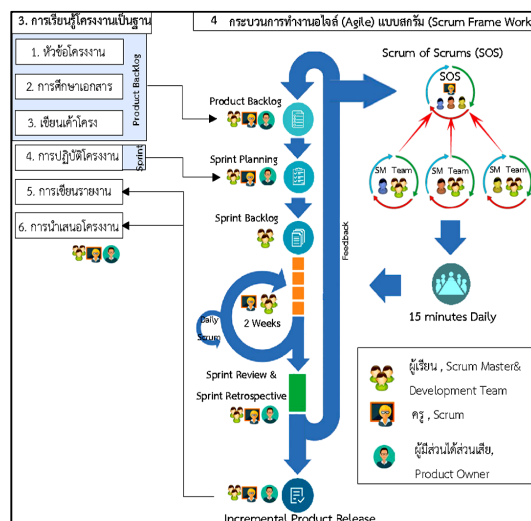 3. การเรียนรู้โครงงานเป็นฐาน
1. หัวข้อโครงงาน
2. การศึกษาเอกสาร
3. เขียนเค้าโครง
Product Backlog
4. การปฏิบัติโครงงาน
Sprint
5. การเขียนรายงาน
6. การนำเสนอโครงงาน
4 กระบวนการทำงานอไจล์ (Agile) แบบสกรัม (Scrum Frame Work
Product Backlog
Sprint Planning
Sprint Backlog
Daily
Scrum
2 Weeks
Sprint Review &
Sprint Retrospective
Incremental Product Release
Feedback
Scrum of Scrums (SOS)
SOS
SM Team
SM Team
SM Team
15 minutes Daily
ผู้เรียน , Scrum Master&
Development Team
ครู , Scrum
ผู้มีส่วนได้ส่วนเสีย,
Product Owner